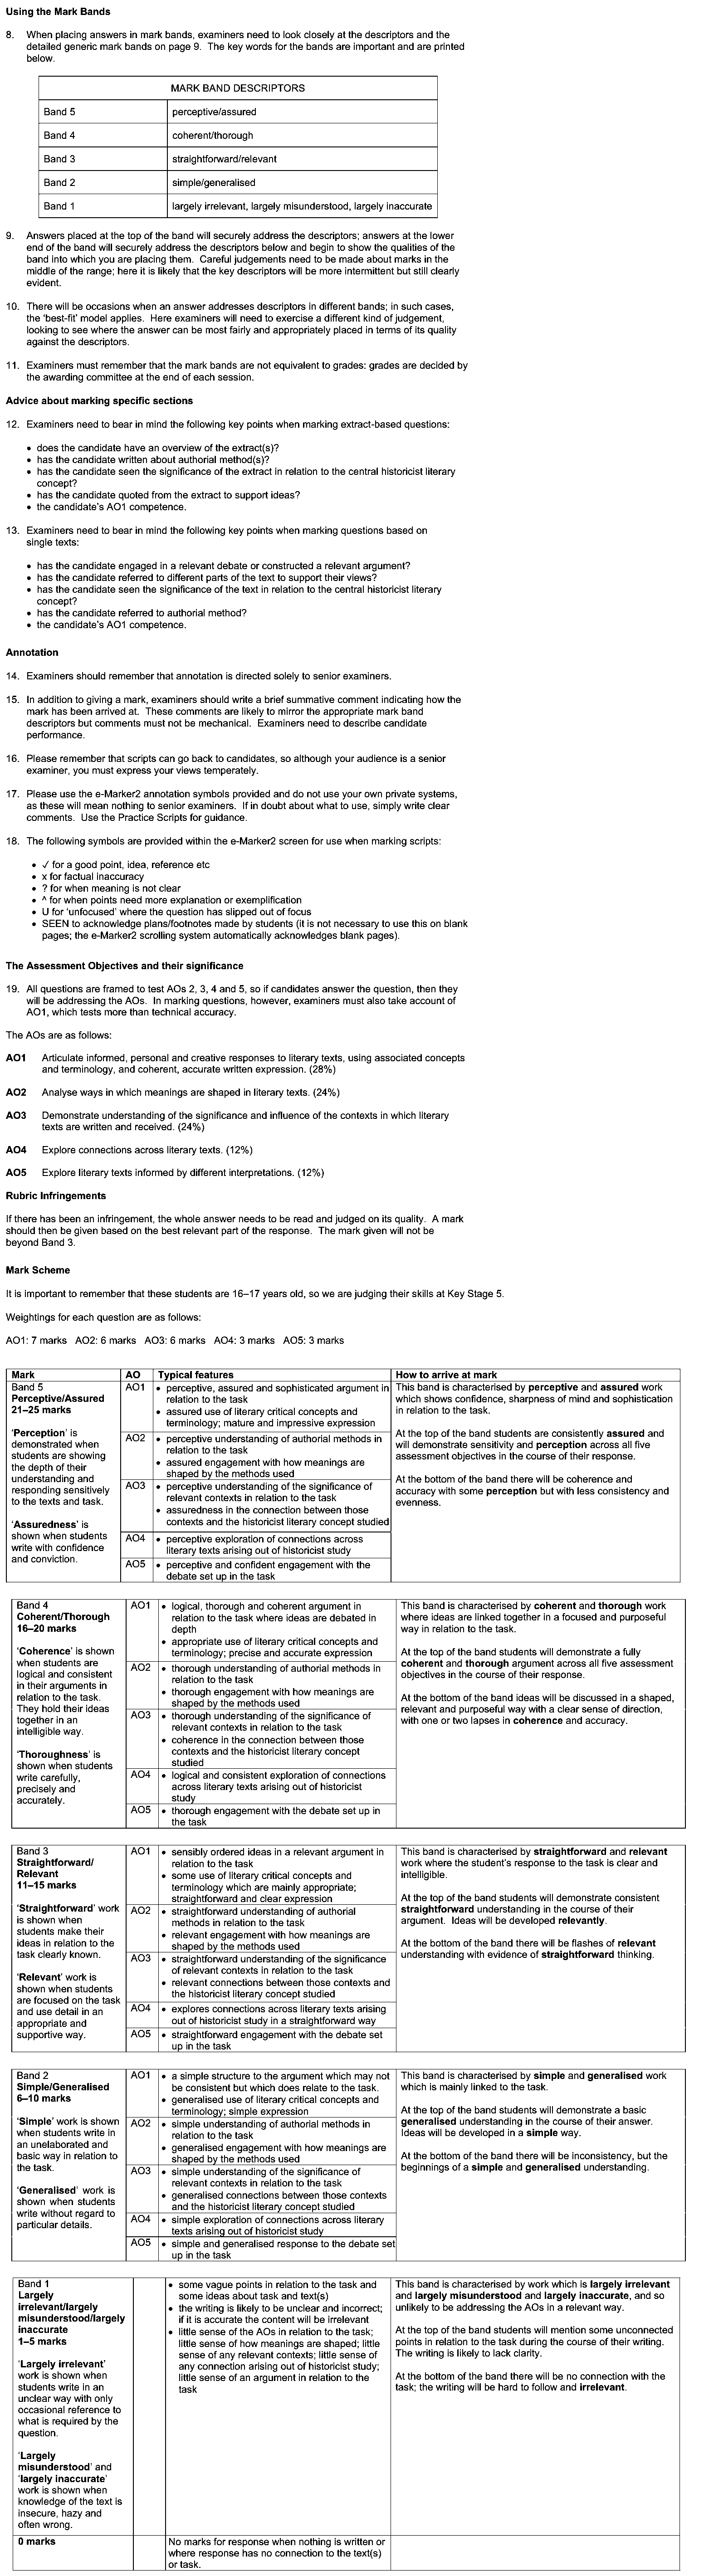 Using the Mark Bands
8. When placing answers in mark bands, examiners need to look closely at the descriptors and the
detailed generic mark bands on page 9. The key words for the bands are important and are printed
below.
MARK BAND DESCRIPTORS
Band 5 perceptive/assured
Band 4 coherent/thorough
Band 3 straightforward/relevant
Band 2 simple/generalised
Band 1 largely irrelevant, largely misunderstood, largely inaccurate
9. Answers placed at the top of the band will securely address the descriptors; answers at the lower
end of the band will securely address the descriptors below and begin to show the qualities of the
band into which you are placing them. Careful judgements need to be made about marks in the
middle of the range; here it is likely that the key descriptors will be more intermittent but still clearly
evident.
10. There will be occasions when an answer addresses descriptors in different bands; in such cases,
the 'best-fit' model applies. Here examiners will need to exercise a different kind of judgement,
looking to see where the answer can be most fairly and appropriately placed in terms of its quality
against the descriptors.
11. Examiners must remember that the mark bands are not equivalent to grades: grades are decided by
the awarding committee at the end of each session.
Advice about marking specific sections
12. Examiners need to bear in mind the following key points when marking extract-based questions:
• does the candidate have an overview of the extract(s)?
• has the candidate written about authorial method(s)?
• has the candidate seen the significance of the extract in relation to the central historicist literary
concept?
• has the candidate quoted from the extract to support ideas?
• the candidate's AO1 competence.
13. Examiners need to bear in mind the following key points when marking questions based on
single texts:
• has the candidate engaged in a relevant debate or constructed a relevant argument?
• has the candidate referred to different parts of the text to support their views?
• has the candidate seen the significance of the text in relation to the central historicist literary
concept?
• has the candidate referred to authorial method?
• the candidate's AO1 competence.
Annotation
14. Examiners should remember that annotation is directed solely to senior examiners.
15. In addition to giving a mark, examiners should write a brief summative comment indicating how the
mark has been arrived at. These comments are likely to mirror the appropriate mark band
descriptors but comments must not be mechanical. Examiners need to describe candidate
performance.
16. Please remember that scripts can go back to candidates, so although your audience is a senior
examiner, you must express your views temperately.
17. Please use the e-Marker2 annotation symbols provided and do not use your own private systems,
as these will mean nothing to senior examiners. If in doubt about what to use, simply write clear
comments. Use the Practice Scripts for guidance.
18. The following symbols are provided within the e-Marker2 screen for use when marking scripts:
• ✓ for a good point, idea, reference etc
• x for factual inaccuracy
• ? for when meaning is not clear
• ^ for when points need more explanation or exemplification
• U for 'unfocused' where the question has slipped out of focus
• SEEN to acknowledge plans/footnotes made by students (it is not necessary to use this on blank
pages; the e-Marker2 scrolling system automatically acknowledges blank pages).
The Assessment Objectives and their significance
19. All questions are framed to test AOs 2, 3, 4 and 5, so if candidates answer the question, then they
will be addressing the AOs. In marking questions, however, examiners must also take account of
AO1, which tests more than technical accuracy.
The AOs are as follows:
AO1 Articulate informed, personal and creative responses to literary texts, using associated concepts
and terminology, and coherent, accurate written expression. (28%)
AO2 Analyse ways in which meanings are shaped in literary texts. (24%)
AO3 Demonstrate understanding of the significance and influence of the contexts in which literary
texts are written and received. (24%)
AO4 Explore connections across literary texts. (12%)
AO5 Explore literary texts informed by different interpretations. (12%)
Rubric Infringements
If there has been an infringement, the whole answer needs to be read and judged on its quality. A mark
should then be given based on the best relevant part of the response. The mark given will not be
beyond Band 3.
Mark Scheme
It is important to remember that these students are 16–17 years old, so we are judging their skills at Key Stage 5.
Weightings for each question are as follows:
AO1: 7 marks AO2: 6 marks AO3: 6 marks AO4: 3 marks AO5: 3 marks
Mark AO Typical features How to arrive at mark
Band 5
Perceptive/Assured
21–25 marks
'Perception' is
demonstrated when
students are showing
the depth of their
understanding and
responding sensitively
to the texts and task.
'Assuredness' is
shown when students
write with confidence
and conviction.
AO1
• perceptive, assured and sophisticated argument in
relation to the task
• assured use of literary critical concepts and
terminology; mature and impressive expression
AO2
• perceptive understanding of authorial methods in
relation to the task
• assured engagement with how meanings are
shaped by the methods used
AO3
• perceptive understanding of the significance of
relevant contexts in relation to the task
• assuredness in the connection between those
contexts and the historicist literary concept studied
AO4
• perceptive exploration of connections across
literary texts arising out of historicist study
AO5
• perceptive and confident engagement with the
debate set up in the task
This band is characterised by perceptive and assured work
which shows confidence, sharpness of mind and sophistication
in relation to the task.
At the top of the band students are consistently assured and
will demonstrate sensitivity and perception across all five
assessment objectives in the course of their response.
At the bottom of the band there will be coherence and
accuracy with some perception but with less consistency and
evenness.
Band 4
Coherent/Thorough
16–20 marks
'Coherence' is shown
when students are
logical and consistent
in their arguments in
relation to the task.
They hold their ideas
together in an
intelligible way.
'Thoroughness' is
shown when students
write carefully,
precisely and
accurately.
AO1
• logical, thorough and coherent argument in
relation to the task where ideas are debated in
depth
• appropriate use of literary critical concepts and
terminology; precise and accurate expression
AO2
• thorough understanding of authorial methods in
relation to the task
• thorough engagement with how meanings are
shaped by the methods used
AO3
• thorough understanding of the significance of
relevant contexts in relation to the task
• coherence in the connection between those
contexts and the historicist literary concept
studied
AO4
• logical and consistent exploration of connections
across literary texts arising out of historicist
study
AO5
• thorough engagement with the debate set up in
the task
This band is characterised by coherent and thorough work
where ideas are linked together in a focused and purposeful
way in relation to the task.
At the top of the band students will demonstrate a fully
coherent and thorough argument across all five assessment
objectives in the course of their response.
At the bottom of the band ideas will be discussed in a shaped,
relevant and purposeful way with a clear sense of direction,
with one or two lapses in coherence and accuracy.
Band 3
Straightforward/
Relevant
11–15 marks
'Straightforward' work
is shown when
students make their
ideas in relation to the
task clearly known.
'Relevant' work is
shown when students
are focused on the task
and use detail in an
appropriate and
supportive way.
AO1
• sensibly ordered ideas in a relevant argument in
relation to the task
• some use of literary critical concepts and
terminology which are mainly appropriate;
straightforward and clear expression
AO2
• straightforward understanding of authorial
methods in relation to the task
• relevant engagement with how meanings are
shaped by the methods used
AO3
• straightforward understanding of the significance
of relevant contexts in relation to the task
• relevant connections between those contexts and
the historicist literary concept studied
AO4
• explores connections across literary texts arising
out of historicist study in a straightforward way
AO5
• straightforward engagement with the debate set
up in the task
This band is characterised by straightforward and relevant
work where the student's response to the task is clear and
intelligible.
At the top of the band students will demonstrate consistent
straightforward understanding in the course of their
argument. Ideas will be developed relevantly.
At the bottom of the band there will be flashes of relevant
understanding with evidence of straightforward thinking.
Band 2
Simple/Generalised
6–10 marks
'Simple' work is shown
when students write in
an unelaborated and
basic way in relation to
the task.
'Generalised' work is
shown when students
write without regard to
particular details.
AO1
• a simple structure to the argument which may not
be consistent but which does relate to the task.
• generalised use of literary critical concepts and
terminology; simple expression
AO2
• simple understanding of authorial methods in
relation to the task
• generalised engagement with how meanings are
shaped by the methods used
AO3
• simple understanding of the significance of
relevant contexts in relation to the task
• generalised connections between those contexts
and the historicist literary concept studied
AO4
• simple exploration of connections across literary
texts arising out of historicist study
AO5
• simple and generalised response to the debate set
up in the task
This band is characterised by simple and generalised work
which is mainly linked to the task.
At the top of the band students will demonstrate a basic
generalised understanding in the course of their answer.
Ideas will be developed in a simple way.
At the bottom of the band there will be inconsistency, but the
beginnings of a simple and generalised understanding.
Band 1
Largely
irrelevant/largely
misunderstood/largely
inaccurate
1–5 marks
'Largely irrelevant'
work is shown when
students write in an
unclear way with only
occasional reference to
what is required by the
question.
'Largely
misunderstood' and
'largely inaccurate'
work is shown when
knowledge of the text is
insecure, hazy and
often wrong.
• some vague points in relation to the task and
some ideas about task and text(s)
• the writing is likely to be unclear and incorrect;
if it is accurate the content will be irrelevant
• little sense of the AOs in relation to the task;
little sense of how meanings are shaped; little
sense of any relevant contexts; little sense of
any connection arising out of historicist study;
little sense of an argument in relation to the
task
This band is characterised by work which is largely irrelevant
and largely misunderstood and largely inaccurate, and so
unlikely to be addressing the AOs in a relevant way.
At the top of the band students will mention some unconnected
points in relation to the task during the course of their writing.
The writing is likely to lack clarity.
At the bottom of the band there will be no connection with the
task; the writing will be hard to follow and irrelevant.
0 marks
No marks for response when nothing is written or
where response has no connection to the text(s)
or task.